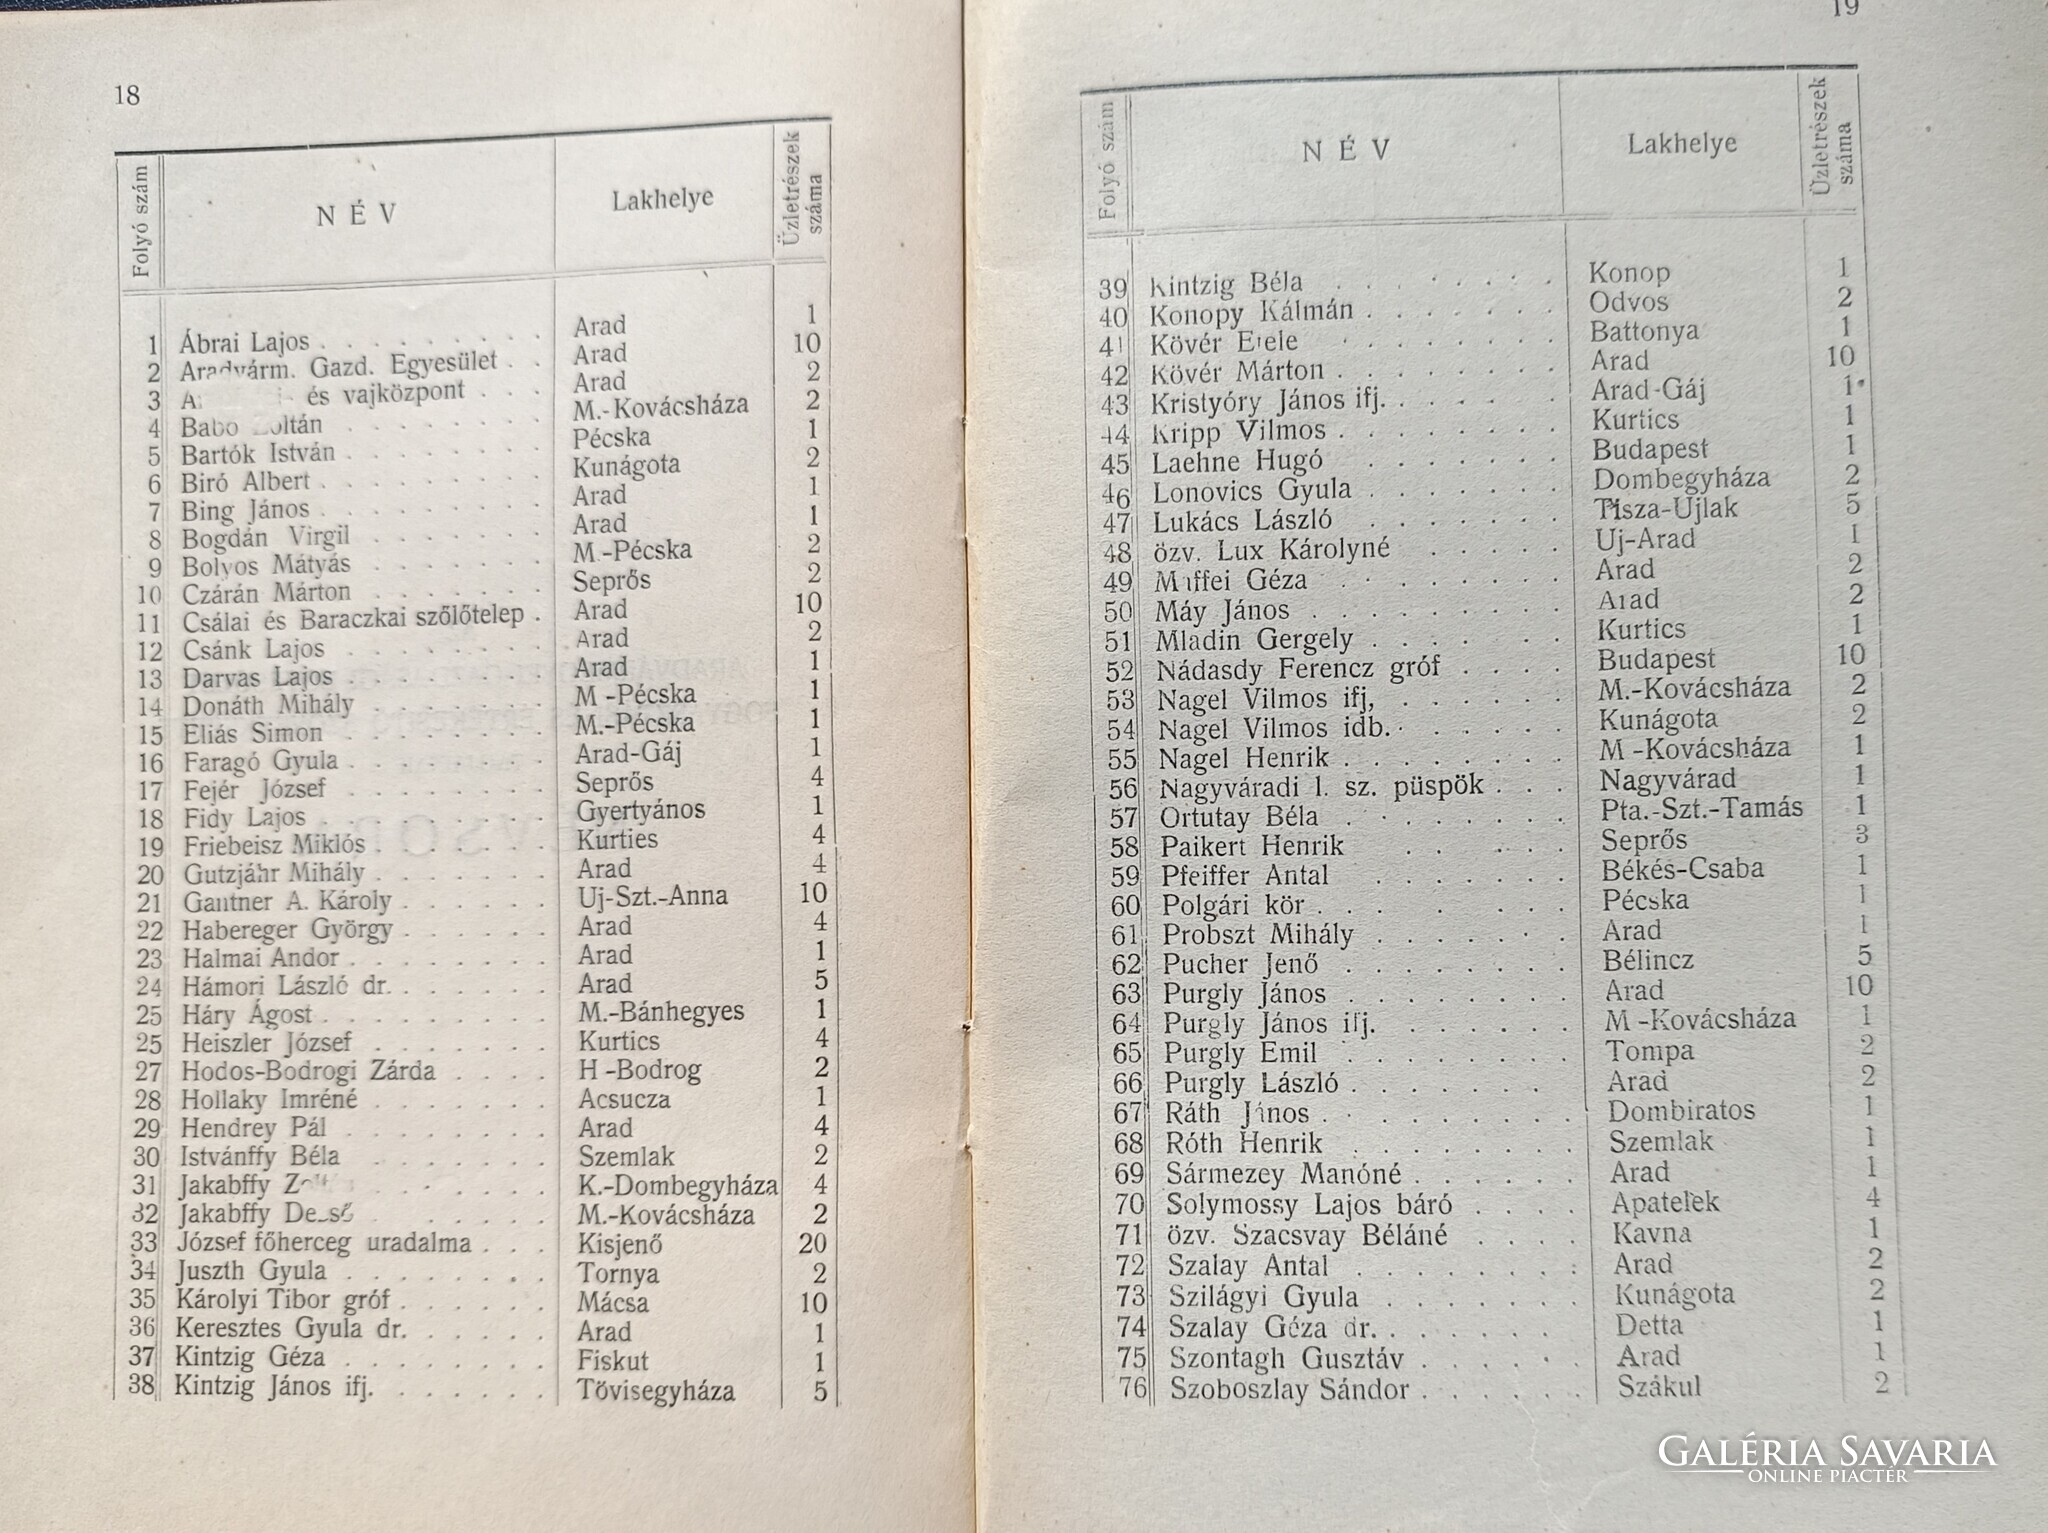 18
Folyó szám NÉV Lakhelye Üzletrészek száma
1 Ábrai Lajos . . . . . . . . Arad 1
2 Aradvárm. Gazd. Egyesület . . Arad 10
3 és vajközpont . . . Arad 2
4 Babo Zoltán . . . . . . . M.-Kovácsháza 2
5 Bartók István . . . . . . . Pécska 1
6 Biró Albert . . . . . . . . Kunágota 2
7 Bing János . . . . . . . . Arad 1
8 Bogdán Virgil . . . . . . . Arad 1
9 Bolyos Mátyás . . . . . . . M.-Pécska 2
10 Czárán Márton . . . . . . . Seprős 2
11 Csálai és Baraczkai szőlőtelep . Arad 10
12 Csánk Lajos . . . . . . . Arad 2
13 Darvas Lajos . . . . . . . Arad 1
14 Donáth Mihály . . . . . . . M -Pécska 1
15 Eliás Simon . . . . . . . M.-Pécska 1
16 Faragó Gyula . . . . . . . Arad-Gáj 1
17 Fejér József . . . . . . . Seprős 4
18 Fidy Lajos . . . . . . . . Gyertyános 1
19 Friebeisz Miklós . . . . . . Kurties 4
20 Gutzjáhr Mihály . . . . . . Arad 4
21 Gantner A. Károly . . . . . Uj-Szt.-Anna 10
22 Habereger György . . . . . Arad 4
23 Halmai Andor . . . . . . . Arad 1
24 Hámori László dr. . . . . . Arad 5
25 Háry Ágost . . . . . . . . M.-Bánhegyes 1
25 Heiszler József . . . . . . Kurtics 4
27 Hodos-Bodrogi Zárda . . . . H -Bodrog 2
28 Hollaky Imréné . . . . . . Acsucza 1
29 Hendrey Pál . . . . . . . Arad 4
30 Istvánffy Béla . . . . . . Szemlak 2
31 Jakabffy . . . . . K.-Dombegyháza 4
32 Jakabffy . . . . . M.-Kovácsháza 2
33 József főherceg uradalma . . . Kisjenő 20
34 Juszth Gyula . . . . . . . Tornya 2
35 Károlyi Tibor gróf . . . . . Mácsa 10
36 Keresztes Gyula dr. . . . . . Arad 1
37 Kintzig Géza . . . . . . . Fiskut 1
38 Kintzig János ifj. . . . . . . Tövisegyháza 5
19
Folyó szám NÉV Lakhelye Üzletrészek száma
39 Kintzig Béla . . . . . . . Konop 1
40 Konopy Kálmán . . . . . . . Odvos 2
41 Kövér Etele . . . . . . . Battonya 1
42 Kövér Márton . . . . . . . Arad 10
43 Kristyóry János ifj. . . . . . Arad-Gáj 1
44 Kripp Vilmos . . . . . . . Kurtics 1
45 Laehne Hugó . . . . . . Budapest 1
46 Lonovics Gyula . . . . . . Dombegyháza 2
47 Lukács László . . . . . . Tisza-Ujlak 5
48 özv. Lux Károlyné . . . . . Uj-Arad 1
49 Maffei Géza . . . . . . . Arad 2
50 Máy János . . . . . . . . Arad 2
51 Mladin Gergely . . . . . . Kurtics 1
52 Nádasdy Ferencz gróf . . . . Budapest 10
53 Nagel Vilmos ifj, . . . . . . M.-Kovácsháza 2
54 Nagel Vilmos idb. . . . . . . Kunágota 2
55 Nagel Henrik . . . . . . . M -Kovácsháza 1
56 Nagyváradi l. sz. püspök . . . Nagyvárad 1
57 Ortutay Béla . . . . . . . Pta.-Szt.-Tamás 1
58 Paikert Henrik . . . . . Seprős 3
59 Pfeiffer Antal . . . . . . Békés-Csaba 1
60 Polgári kör . . . . . . . Pécska 1
61 Probszt Mihály . . . . . . Arad 1
62 Pucher Jenő . . . . . . . Bélincz 5
63 Purgly János . . . . . . . Arad 10
64 Purgly János ifj. . . . . . . M -Kovácsháza 1
65 Purgly Emil . . . . . . . Tompa 2
66 Purgly László . . . . . . Arad 2
67 Ráth János . . . . . . . . Dombiratos 1
68 Róth Henrik . . . . . . . Szemlak 1
69 Sármezey Manóné . . . . . . Arad 1
70 Solymossy Lajos báró . . . . Apatelek 4
71 özv. Szacsvay Béláné . . . . Kavna 1
72 Szalay Antal . . . . . . . Arad 2
73 Szilágyi Gyula . . . . . . Kunágota 2
74 Szalay Géza dr. . . . . . . Detta 1
75 Szontagh Gusztáv . . . . . Arad 1
76 Szoboszlay Sándor . . . . . Szákul 2
GALÉRIA SAVARIA
ONLINE PIACTÉR